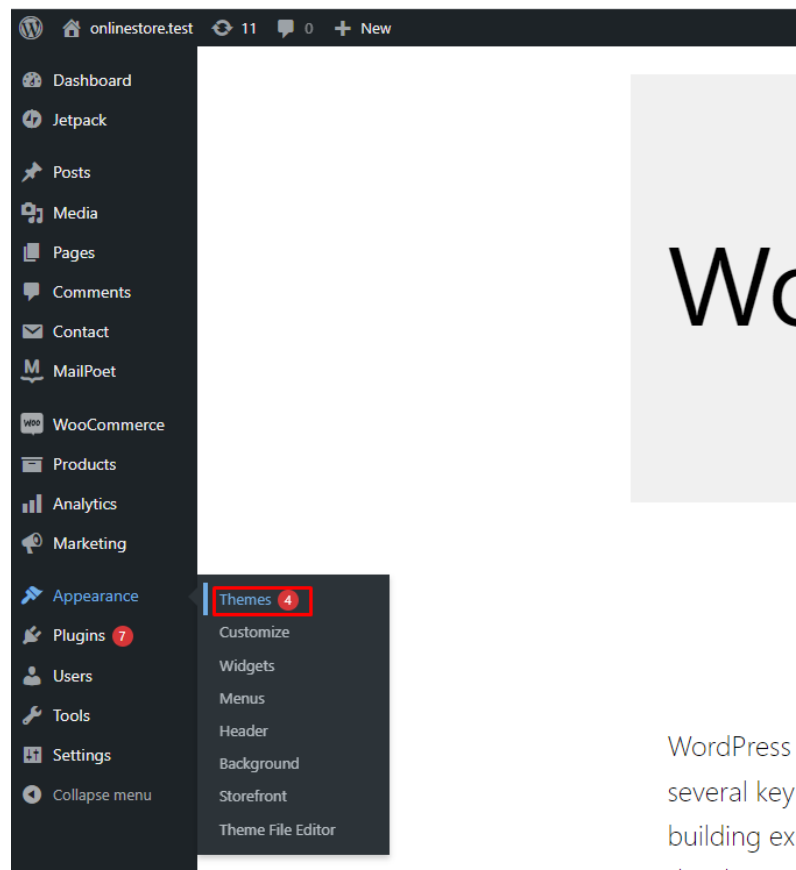 onlinestore.test 11 0 New
Dashboard
Jetpack
Posts
Media
Pages
Comments
Contact
MailPoet
WooCommerce
Products
Analytics
Marketing
Appearance
Plugins 7
Users
Tools
Settings
Collapse menu
Themes 4
Customize
Widgets
Menus
Header
Background
Storefront
Theme File Editor
Wo
WordPress
several key
building ex